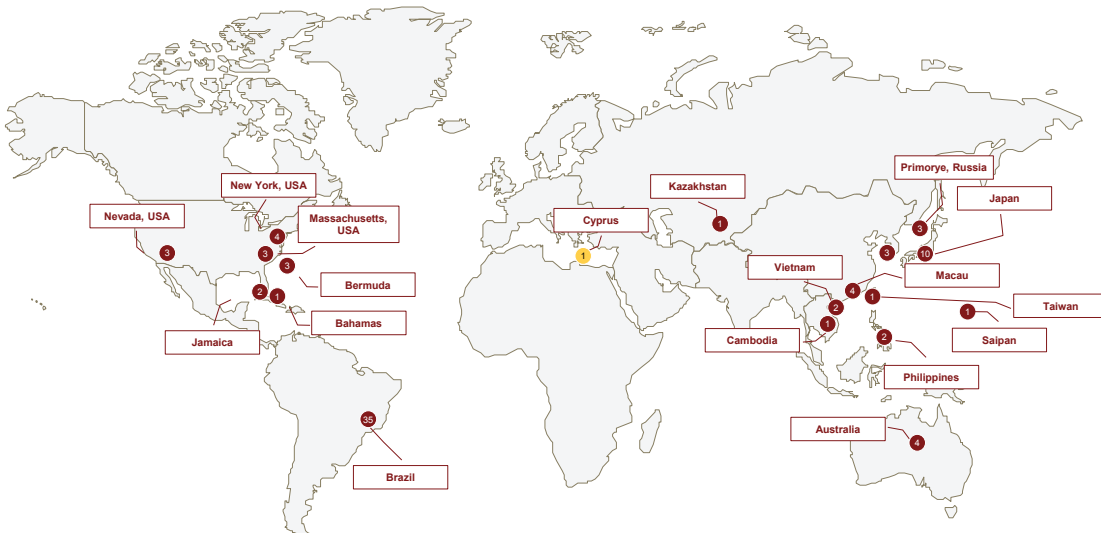 Primorye, Russia
Kazakhstan
New York, USA
Japan
Nevada, USA
Massachusetts,
USA
Cyprus
1
3
4
10
3
3
3
1
3
Vietnam
Macau
Bermuda
4
2
1
2
1
Taiwan
1
1
Bahamas
Jamaica
Cambodia
2
Saipan
Philippines
35
Australia
4
Brazil